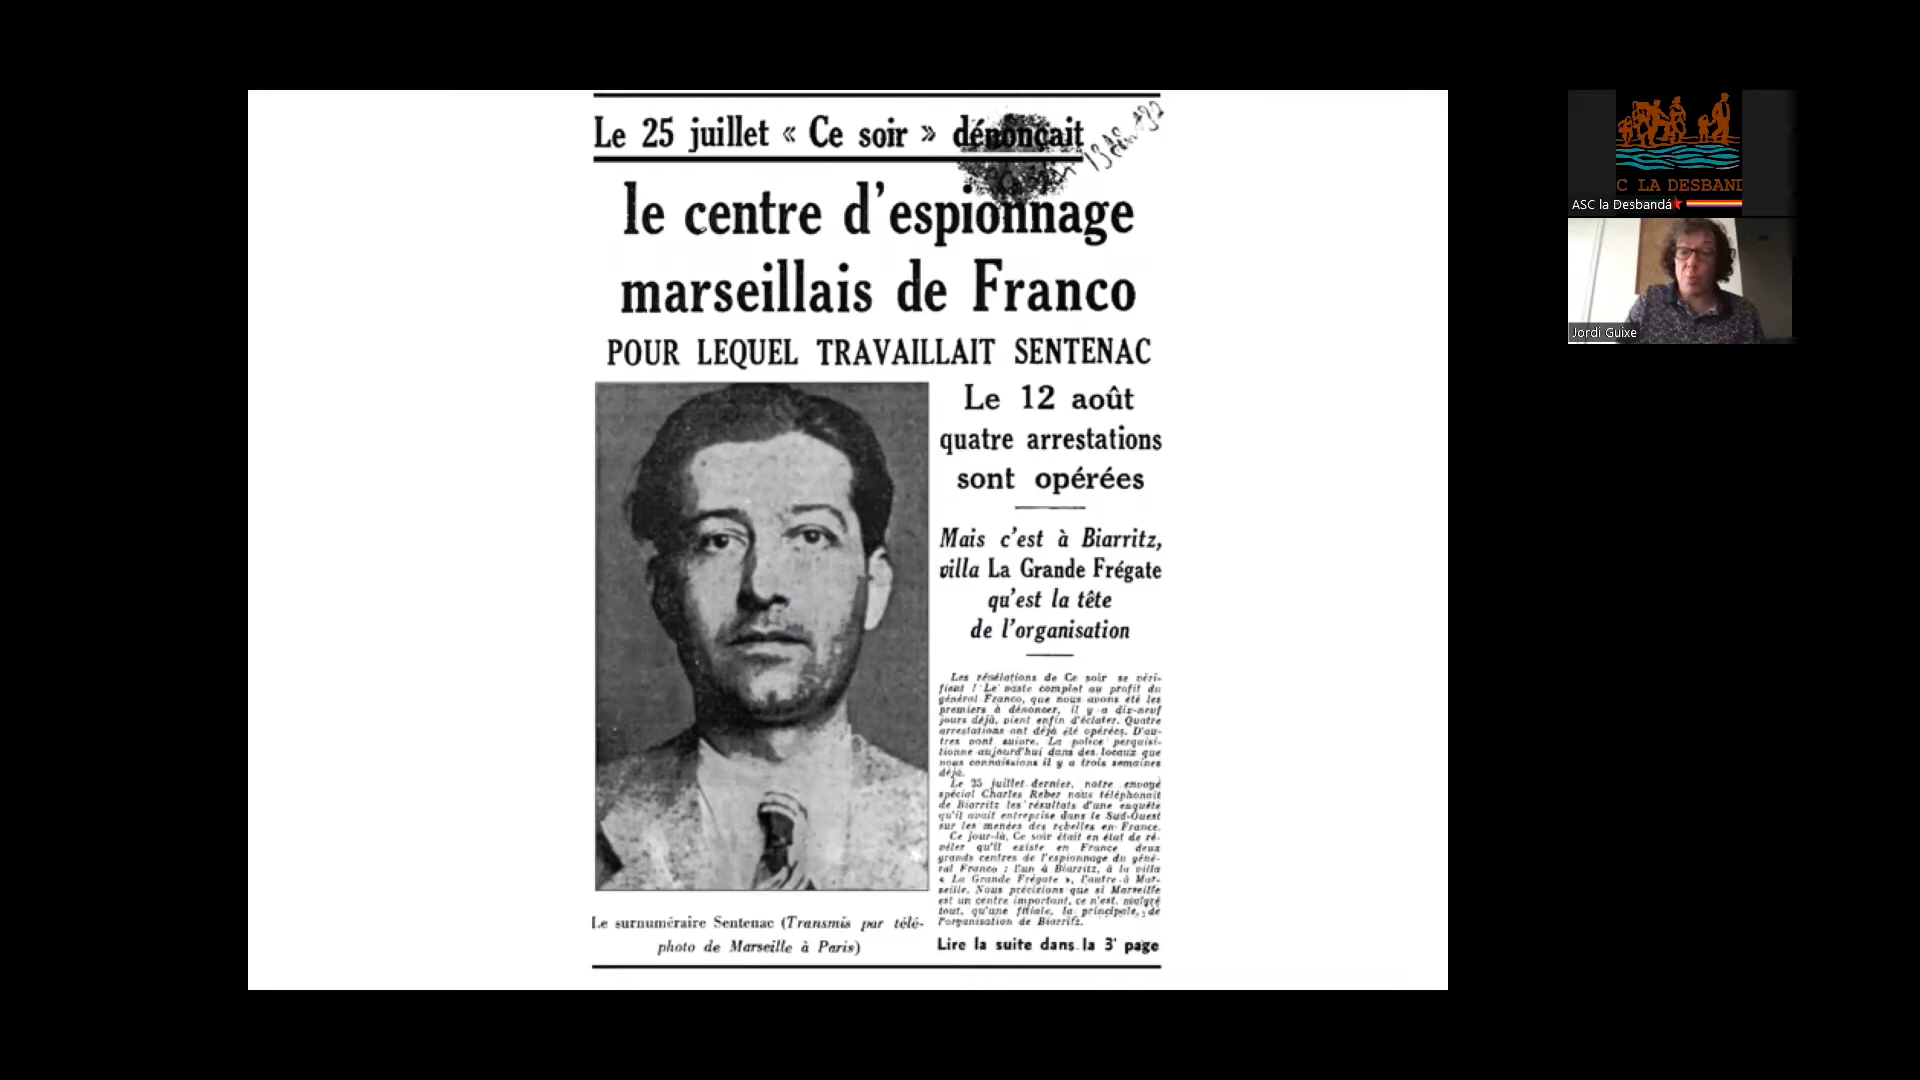 Le 25 juillet « Ce soir » dénonçait
le centre d'espionnage
marseillais de Franco
POUR LEQUEL TRAVAILLAIT SENTENAC
Le 12 août
quatre arrestations
sont opérées
Mais c'est à Biarritz,
villa La Grande Frégate
qu'est la tête
de l'organisation
Les révélations de Ce soir se véri-
fient ! Le vaste complot au profit du
général Franco, que nous avons été les
premiers à dénoncer, il y a dix-neuf
jours déjà, vient enfin d'éclater. Quatre
arrestations ont déjà été opérées. D'au-
tres vont suivre. La police perquisi-
tionne aujourd'hui dans des locaux que
nous connaissions il y a trois semaines
déjà.
Le 25 juillet dernier, notre envoyé
spécial Charles Reber nous téléphonait
de Biarritz les résultats d'une enquête
qu'il avait entreprise dans le Sud-Ouest
sur les menées des rebelles en France.
Ce jour-là, Ce soir était en état de ré-
véler qu'il existe en France deux
grands centres de l'espionnage du géné-
ral Franco : l'un à Biarritz, à la villa
« La Grande Frégate », l'autre à Mar-
seille. Nous précisions que si Marseille
est un centre important, ce n'est, malgré
tout, qu'une filiale, la principale, de
l'organisation de Biarritz.
Lire la suite dans la 3e page
Le surnuméraire Sentenac (Transmis par télé-
photo de Marseille à Paris)
C LA DESBAND
ASC la Desbandá
Jordi Guixe